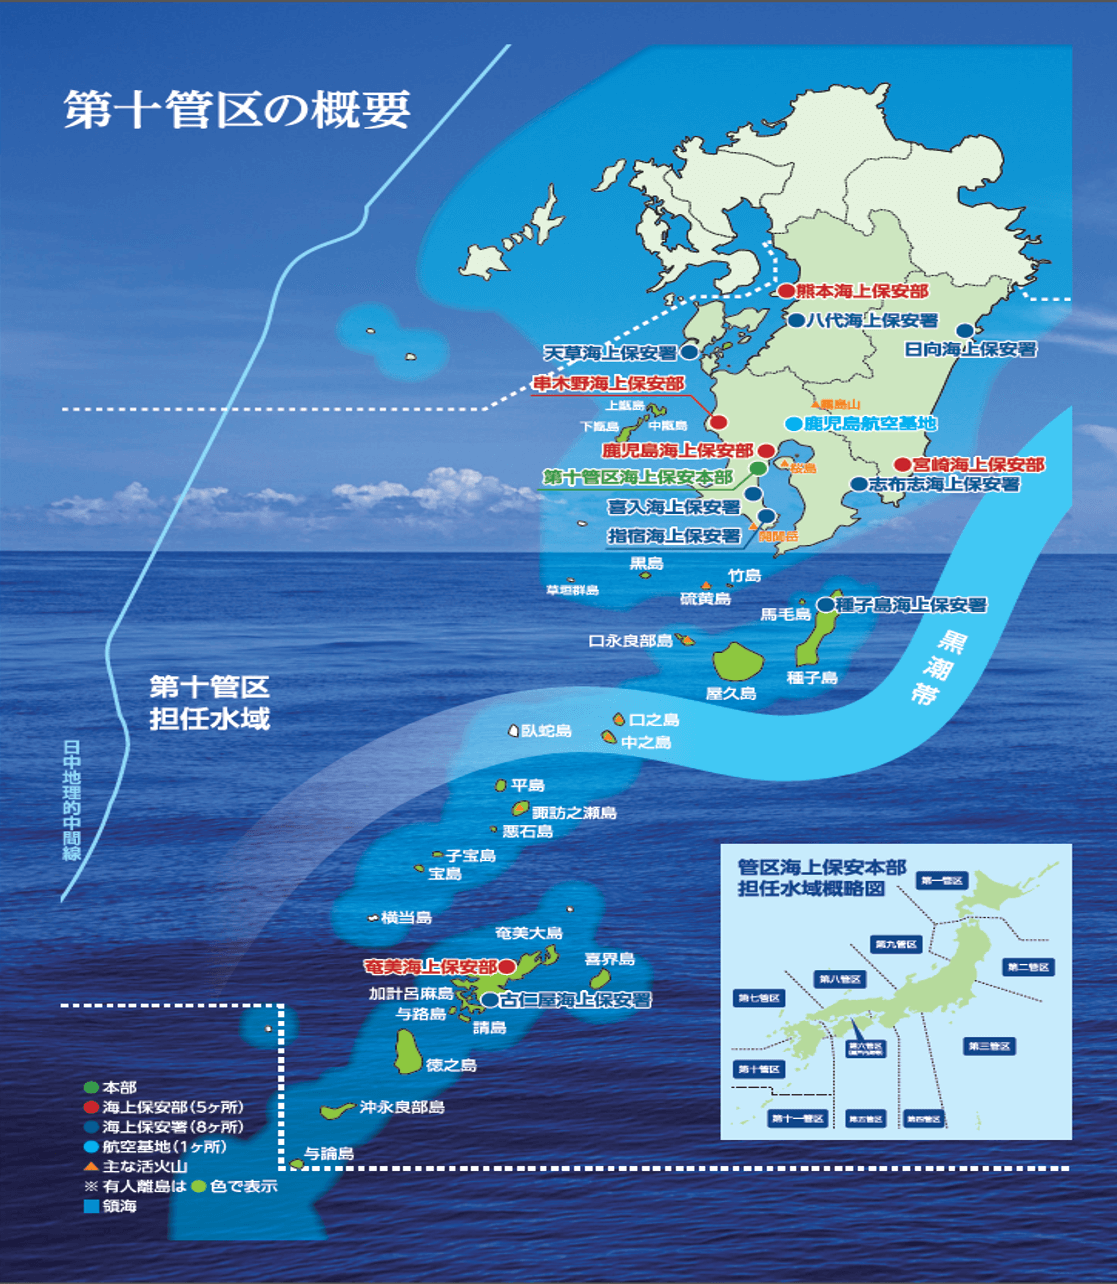 第十管区の概要
熊本海上保安部
八代海上保安署
日向海上保安署
天草海上保安署
串木野海上保安部
霧島山
上甑島
中甑島
下甑島
鹿児島航空基地
鹿児島海上保安部
宮崎海上保安部
桜島
第十管区海上保安本部
志布志海上保安署
喜入海上保安署
指宿海上保安署
開聞岳
黒島
竹島
草垣群島
硫黄島
馬毛島
種子島海上保安署
口永良部島
種子島
屋久島
黒潮帯
第十管区
担任水域
口之島
臥蛇島
中之島
日中地理的中間線
平島
諏訪之瀬島
悪石島
子宝島
宝島
横当島
奄美大島
喜界島
奄美海上保安部
加計呂麻島
古仁屋海上保安署
与路島
請島
徳之島
沖永良部島
与論島
管区海上保安本部
担任水域概略図
第一管区
第九管区
第二管区
第八管区
第七管区
第三管区
第六管区
第十管区
第十一管区
第五管区
第四管区
本部
海上保安部(5ヶ所)
海上保安署(8ヶ所)
航空基地(1ヶ所)
主な活火山
※ 有人離島は 色で表示
領海